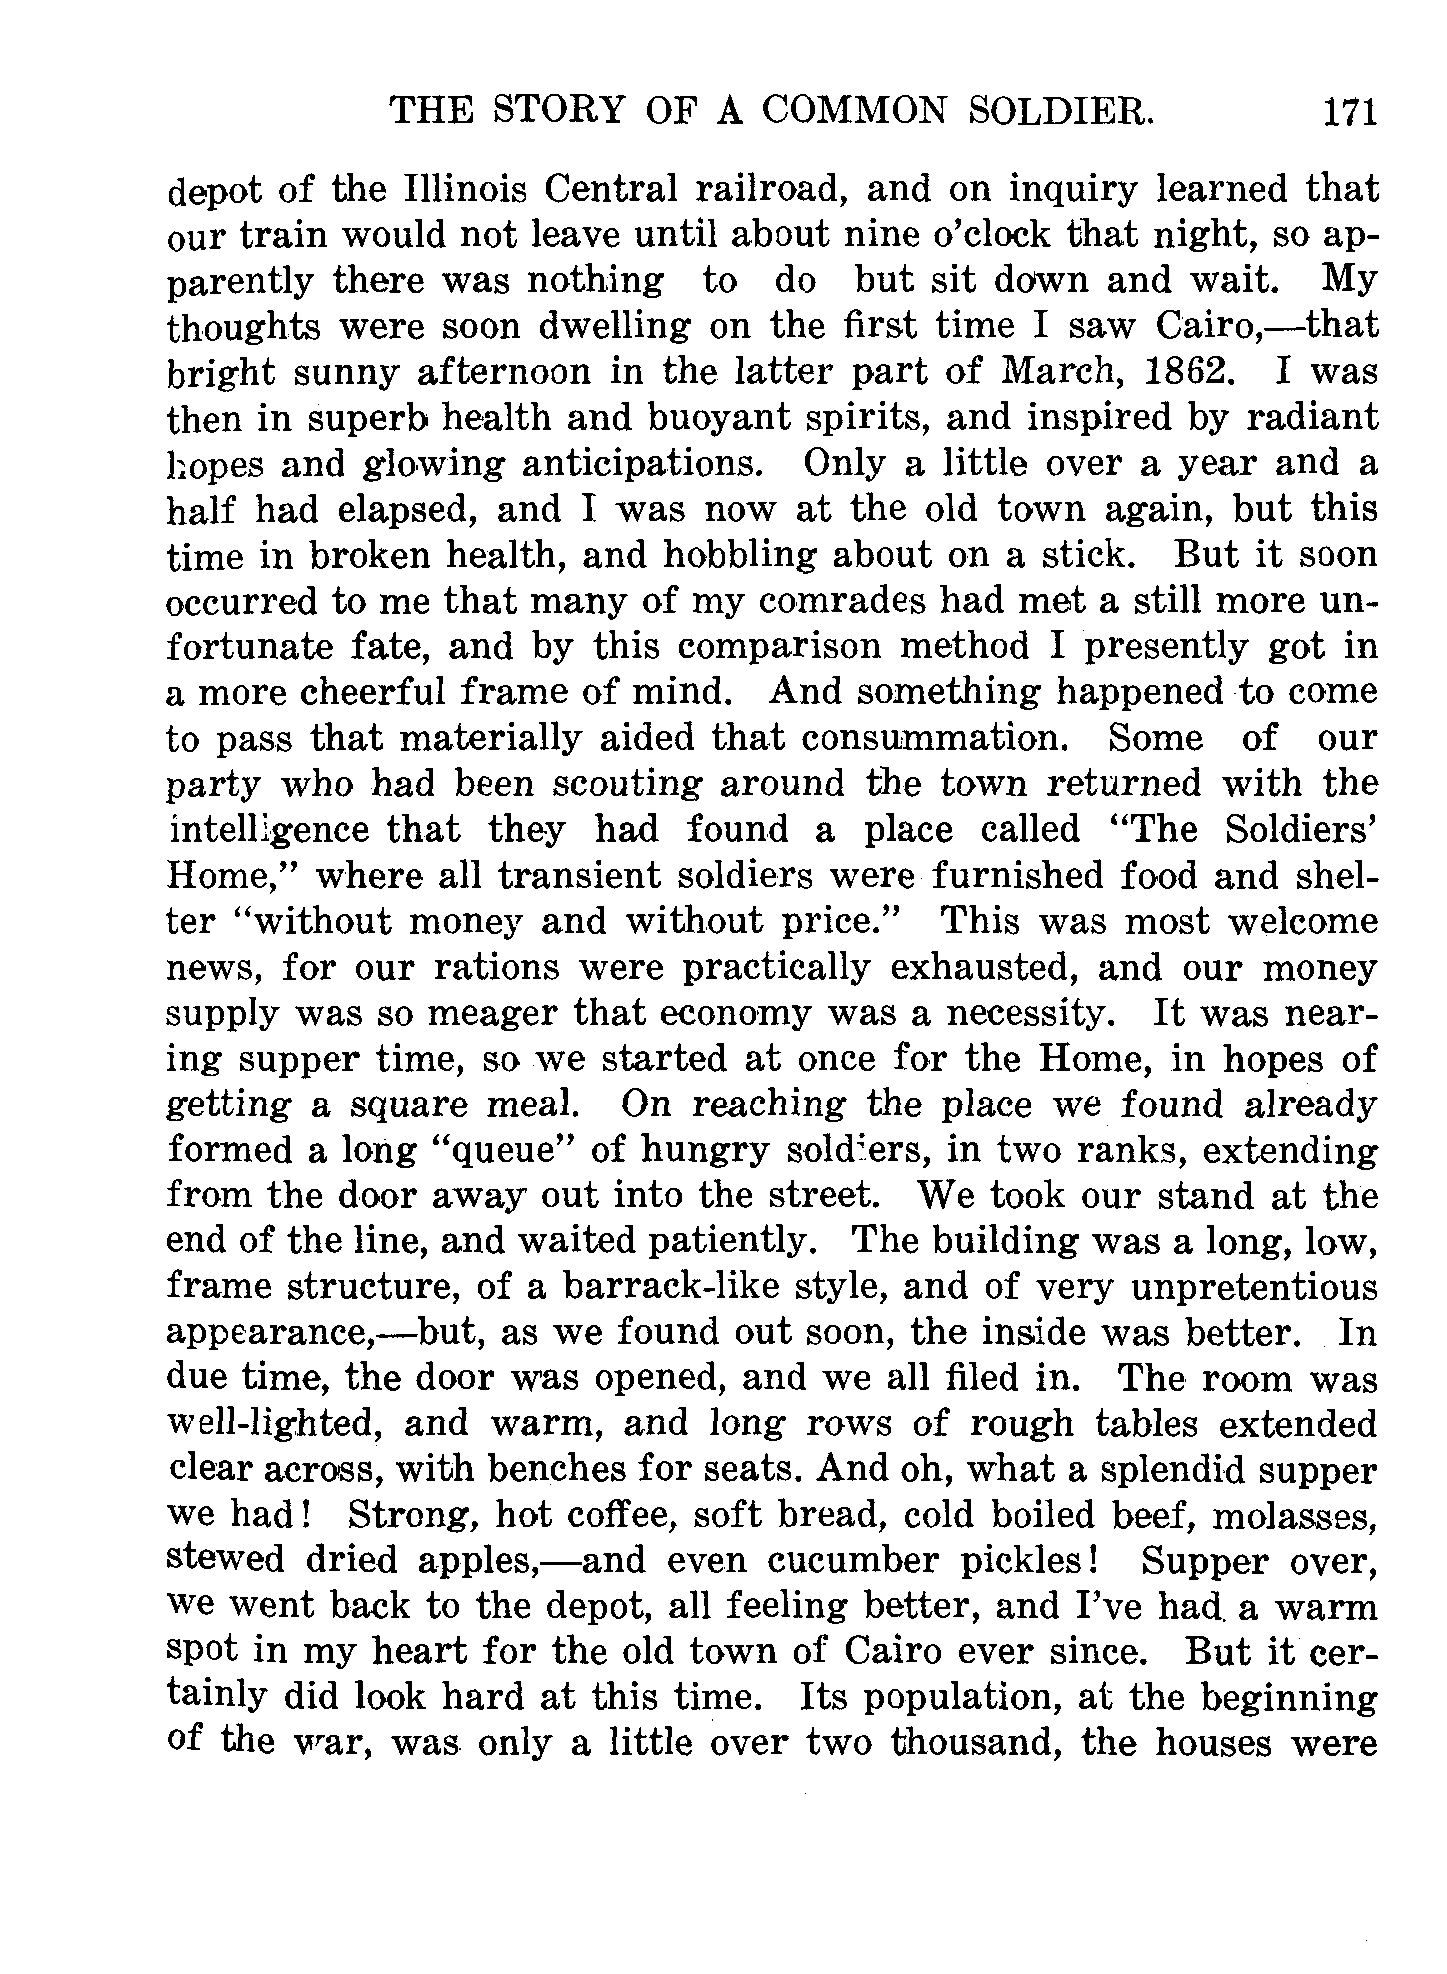 THE STORY OF A COMMON SOLDIER. 171
depot of the Illinois Central railroad, and on inquiry learned that
our train would not leave until about nine o'clock that night, so ap-
parently there was nothing to do but sit down and wait. My
thoughts were soon dwelling on the first time I saw Cairo,—that
bright sunny afternoon in the latter part of March, 1862. I was
then in superb health and buoyant spirits, and inspired by radiant
hopes and glowing anticipations. Only a little over a year and a
half had elapsed, and I was now at the old town again, but this
time in broken health, and hobbling about on a stick. But it soon
occurred to me that many of my comrades had met a still more un-
fortunate fate, and by this comparison method I presently got in
a more cheerful frame of mind. And something happened to come
to pass that materially aided that consummation. Some of our
party who had been scouting around the town returned with the
intelligence that they had found a place called "The Soldiers'
Home," where all transient soldiers were furnished food and shel-
ter "without money and without price." This was most welcome
news, for our rations were practically exhausted, and our money
supply was so meager that economy was a necessity. It was near-
ing supper time, so we started at once for the Home, in hopes of
getting a square meal. On reaching the place we found already
formed a long "queue" of hungry soldiers, in two ranks, extending
from the door away out into the street. We took our stand at the
end of the line, and waited patiently. The building was a long, low,
frame structure, of a barrack-like style, and of very unpretentious
appearance,—but, as we found out soon, the inside was better. In
due time, the door was opened, and we all filed in. The room was
well-lighted, and warm, and long rows of rough tables extended
clear across, with benches for seats. And oh, what a splendid supper
we had! Strong, hot coffee, soft bread, cold boiled beef, molasses,
stewed dried apples,—and even cucumber pickles! Supper over,
we went back to the depot, all feeling better, and I've had a warm
spot in my heart for the old town of Cairo ever since. But it cer-
tainly did look hard at this time. Its population, at the beginning
of the war, was only a little over two thousand, the houses were